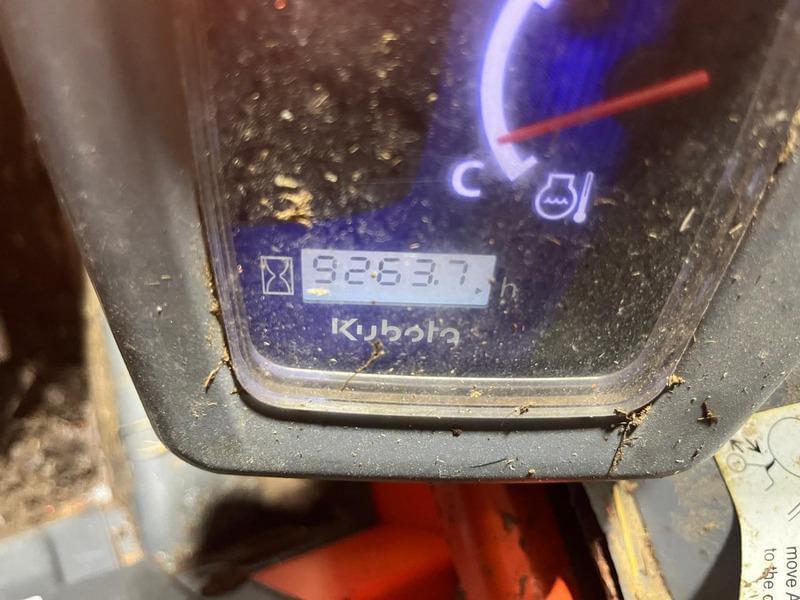 C
9263.7 h
Kubota
move A
to the c